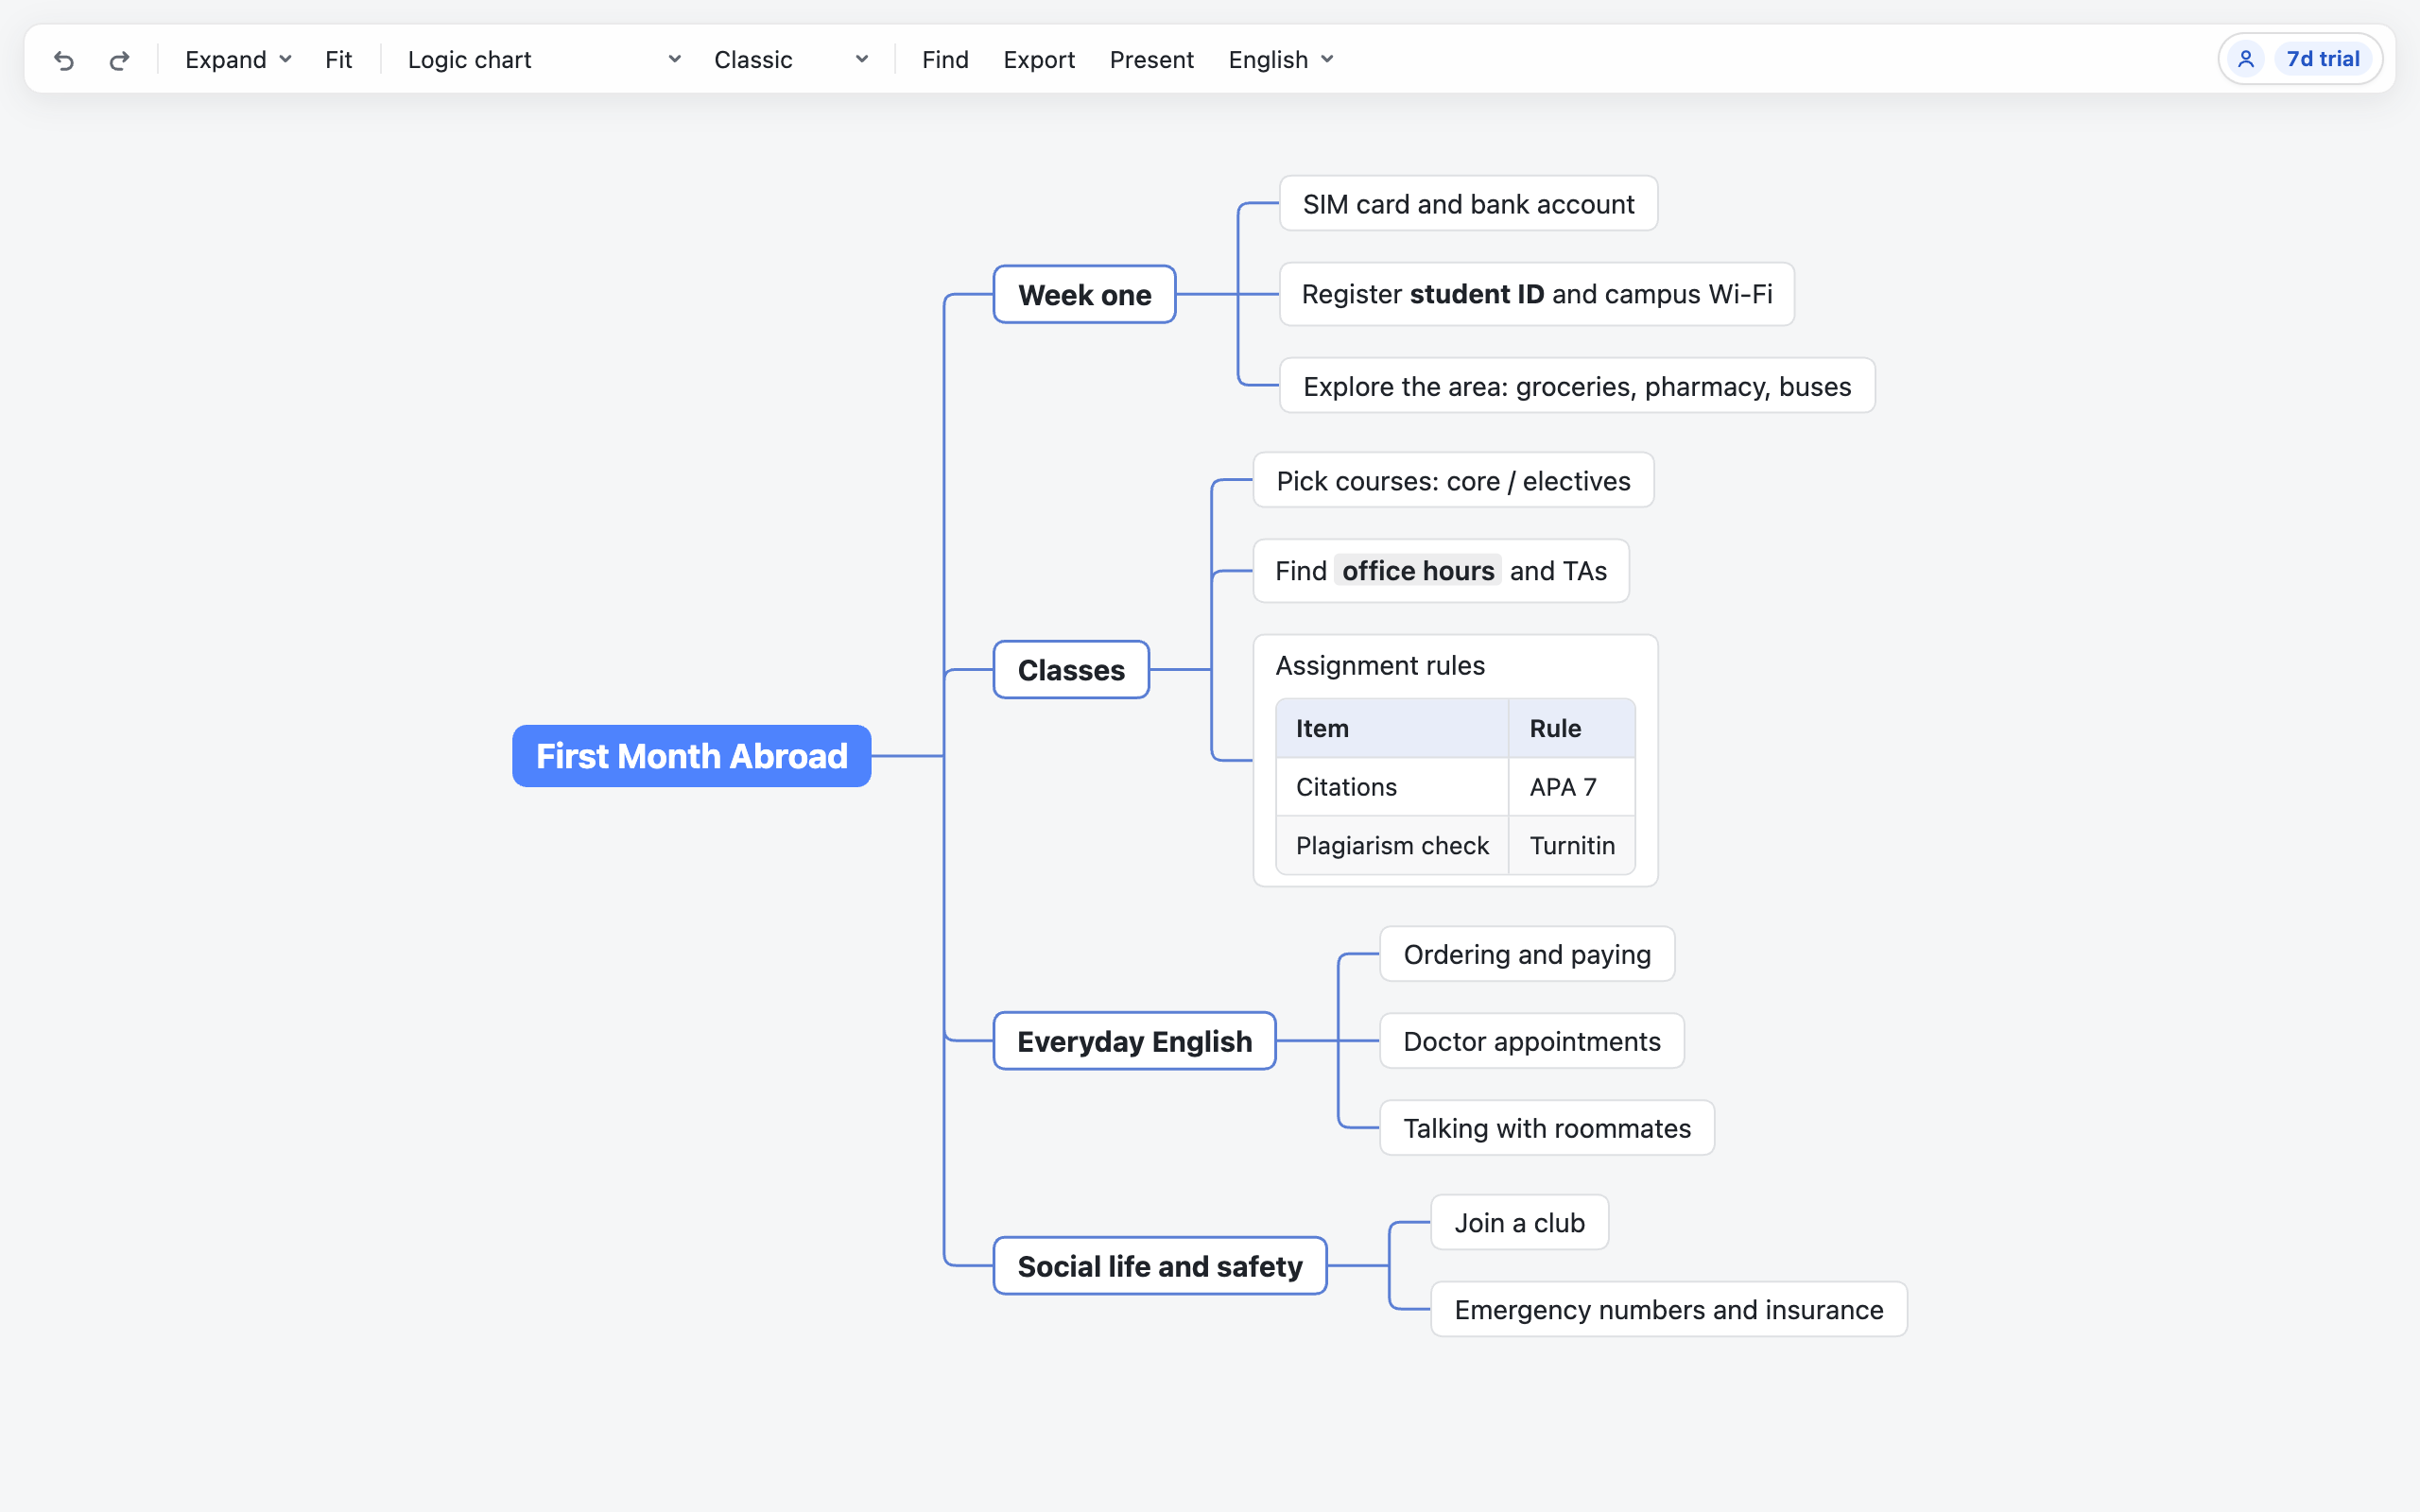 Expand
Fit
Logic chart
Classic
Find
Export
Present
English
7d trial
First Month Abroad
Week one
SIM card and bank account
Register student ID and campus Wi-Fi
Explore the area: groceries, pharmacy, buses
Classes
Pick courses: core / electives
Find office hours and TAs
Assignment rules
Item Rule
Citations APA 7
Plagiarism check Turnitin
Everyday English
Ordering and paying
Doctor appointments
Talking with roommates
Social life and safety
Join a club
Emergency numbers and insurance